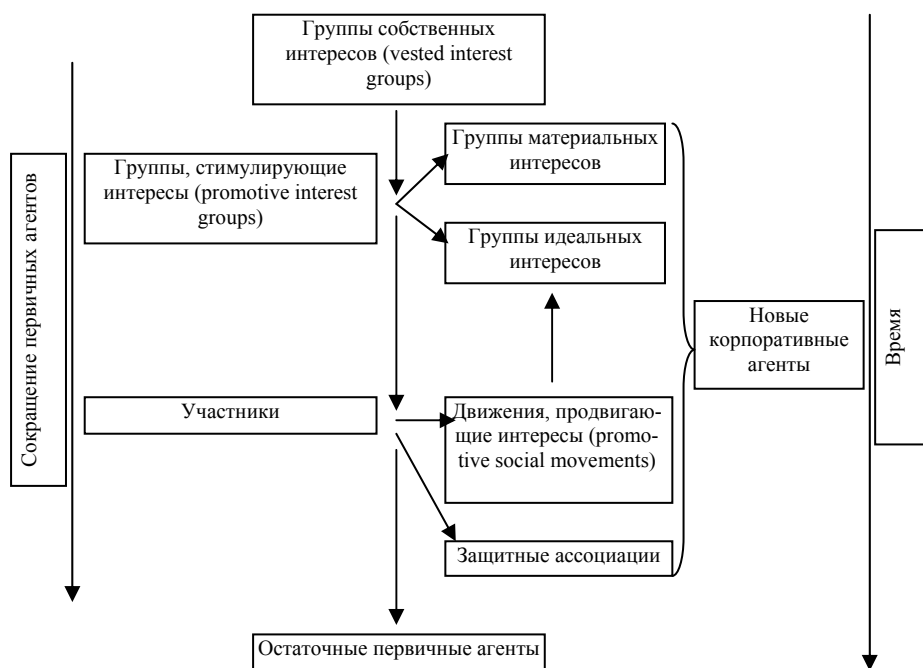 Группы собственных
интересов (vested interest
groups)
Группы материальных
интересов
Группы, стимулирующие
интересы (promotive interest
groups)
Группы идеальных
интересов
Сокращение первичных агентов
Новые
корпоративные
агенты
Время
Участники
Движения, продвигаю-
щие интересы (promo-
tive social movements)
Защитные ассоциации
Остаточные первичные агенты